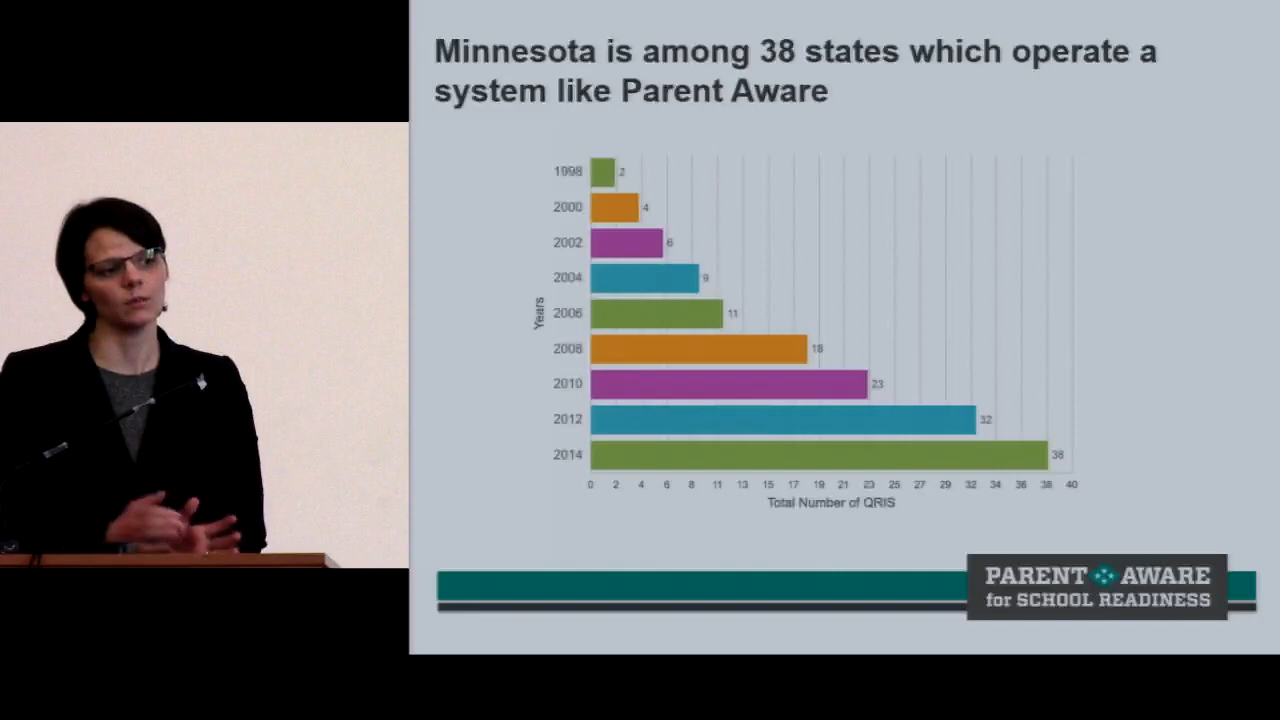 Minnesota is among 38 states which operate a
system like Parent Aware
1998 2
2000 4
2002 6
2004 9
2006 11
2008 18
2010 23
2012 32
2014 38
Years
0 2 4 6 8 11 13 15 17 19 21 23 25 27 29 32 34 36 38 40
Total Number of QRIS
PARENT AWARE
for SCHOOL READINESS